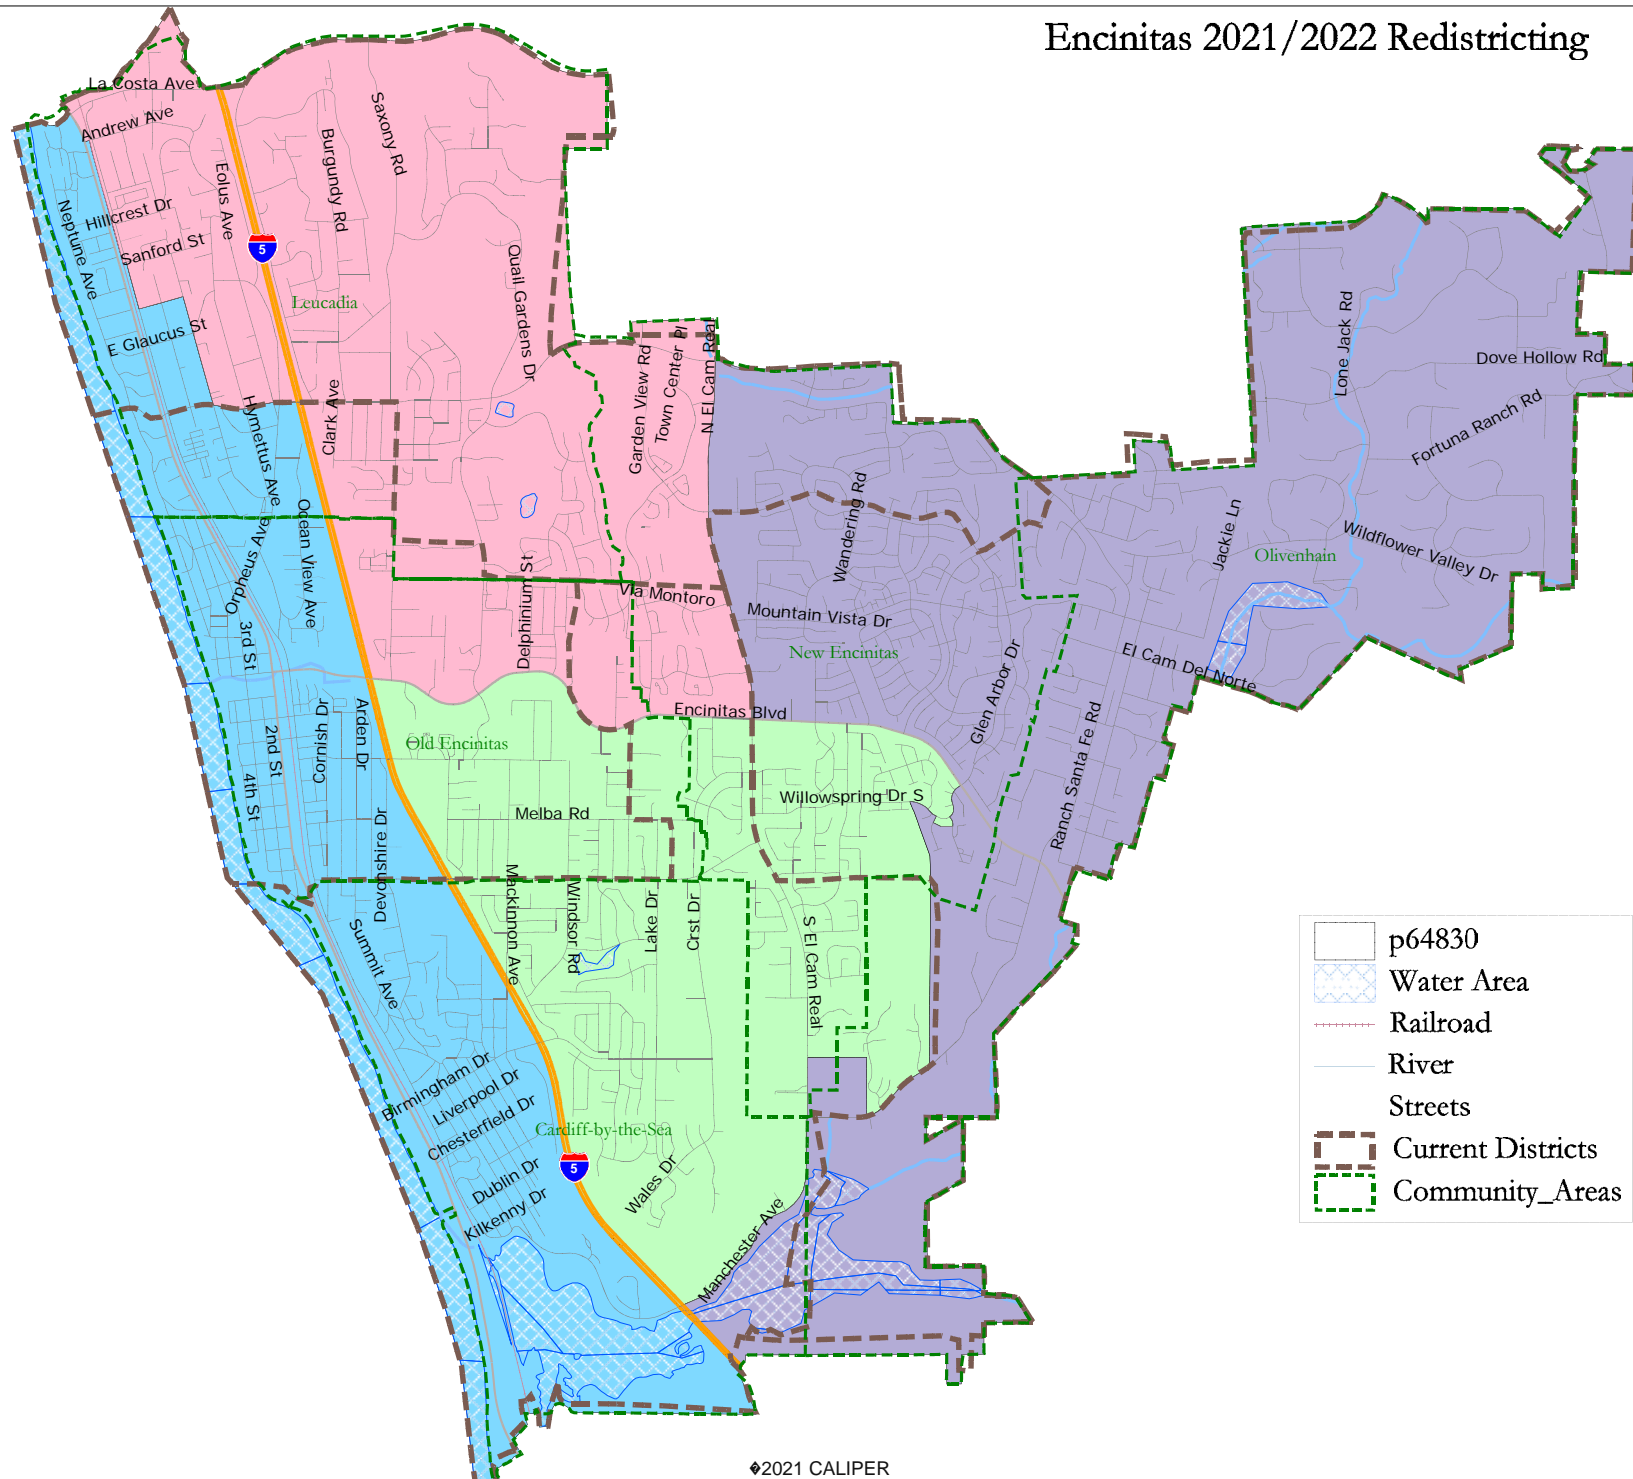 Encinitas 2021/2022 Redistricting
La Costa Ave
Andrew Ave
Saxony Rd
Burgundy Rd
Eolus Ave
Hillcrest Dr
Neptune Ave
Sanford St
5
Leucadia
Quail Gardens Dr
E Glaucus St
Clark Ave
Hymettus Ave
Garden View Rd
Town Center Pl
N El Cam Real
Lone Jack Rd
Dove Hollow Rd
Fortuna Ranch Rd
Wandering Rd
Jackie Ln
Olivenhain
Wildflower Valley Dr
Ocean View Ave
Orpheus Ave
Delphinium St
Via Montoro
Mountain Vista Dr
New Encinitas
3rd St
El Cam Del Norte
Glen Arbor Dr
Encinitas Blvd
Ranch Santa Fe Rd
2nd St
Cornish Dr
Arden Dr
Old Encinitas
4th St
Melba Rd
Willowspring Dr S
Devonshire Dr
Mackinnon Ave
Windsor Rd
Lake Dr
Crst Dr
S El Cam Real
Summit Ave
Birmingham Dr
Liverpool Dr
Chesterfield Dr
Cardiff-by-the-Sea
5
Dublin Dr
Kilkenny Dr
Wales Dr
Manchester Ave
p64830
Water Area
Railroad
River
Streets
Current Districts
Community_Areas
�2021 CALIPER